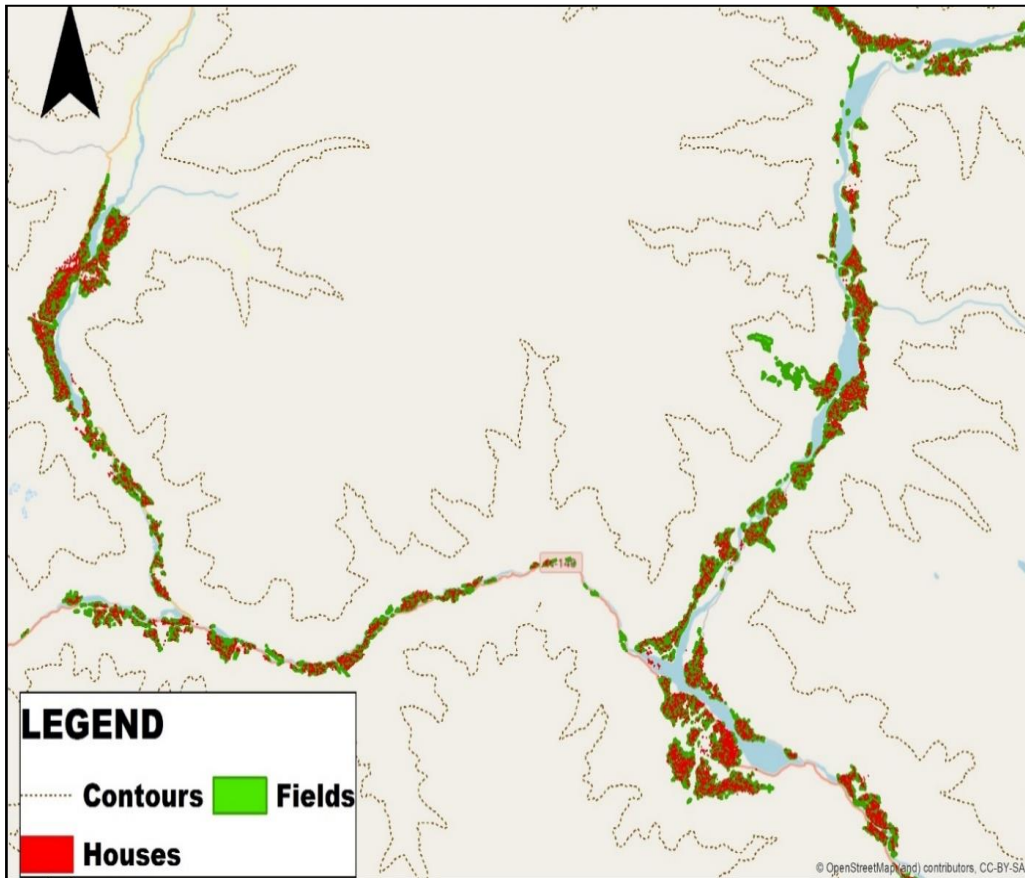 LEGEND
Contours
Fields
Houses
© OpenStreetMap (and) contributors, CC-BY-SA